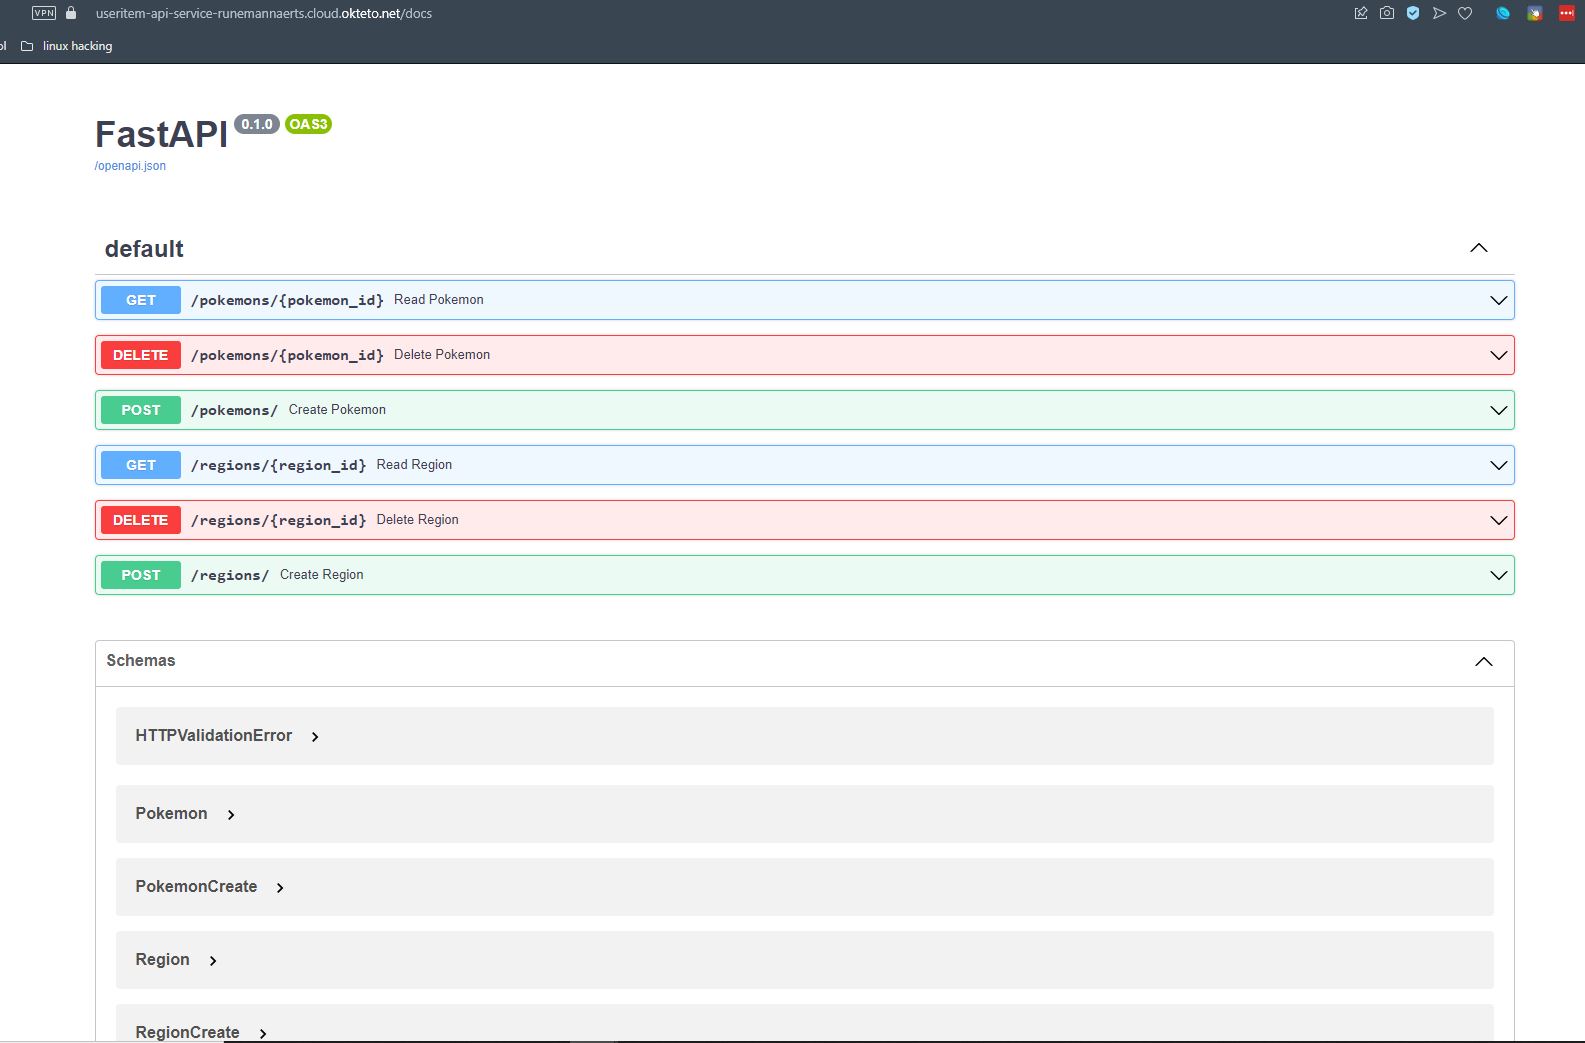 VPN useritem-api-service-runemannaerts.cloud.okteto.net/docs
ol linux hacking
FastAPI 0.1.0 OAS3
/openapi.json
default
GET /pokemons/{pokemon_id} Read Pokemon
DELETE /pokemons/{pokemon_id} Delete Pokemon
POST /pokemons/ Create Pokemon
GET /regions/{region_id} Read Region
DELETE /regions/{region_id} Delete Region
POST /regions/ Create Region
Schemas
HTTPValidationError
Pokemon
PokemonCreate
Region
RegionCreate